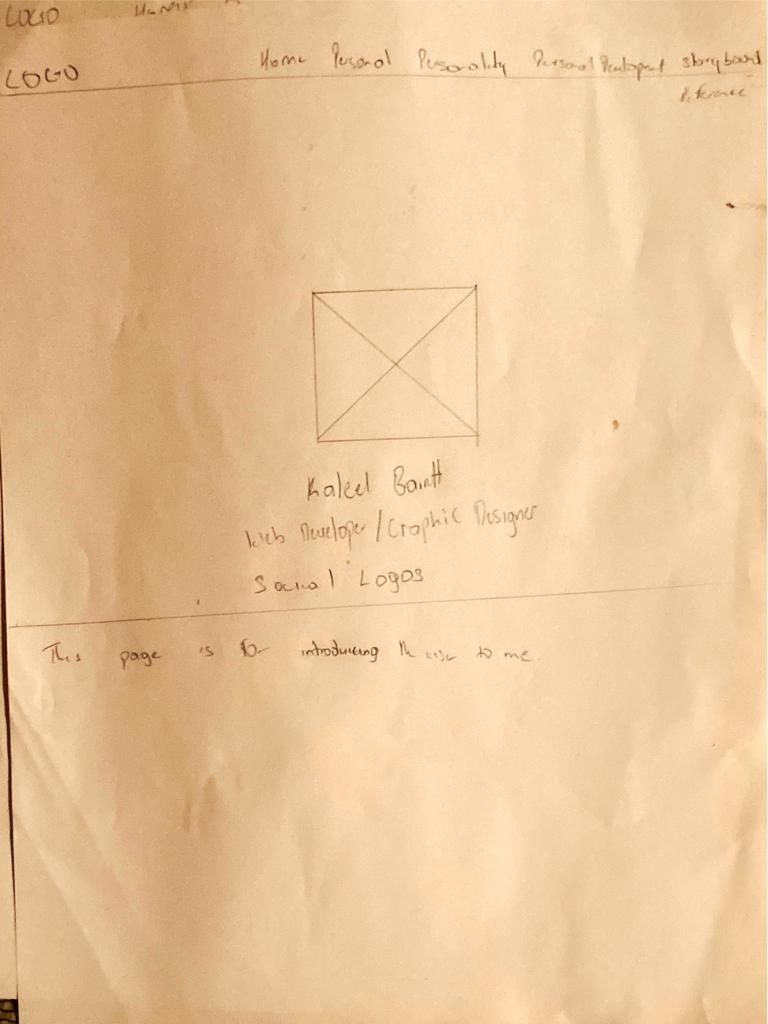 LOGO
LOGO Home Personal Personality Personal Development storyboard
Reference
Kaleel Barrett
Web Developer/Graphic Designer
Social Logos
This page is for introducing the user to me.